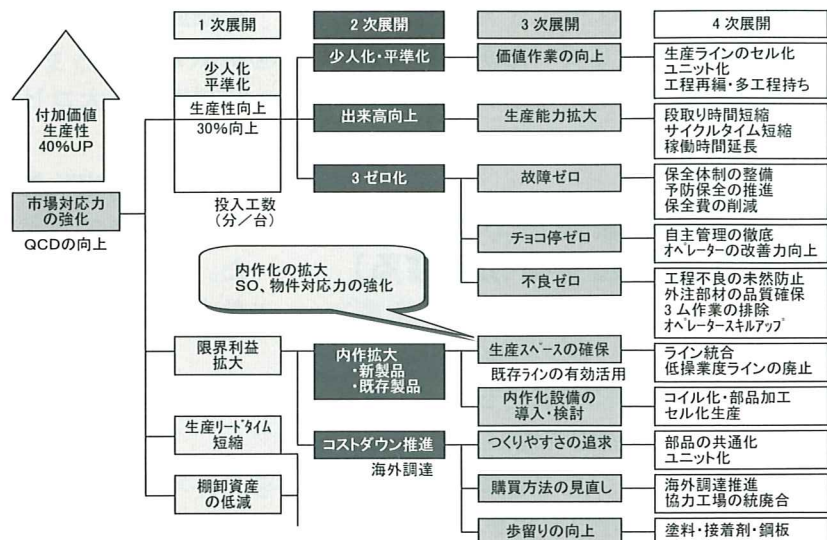 1次展開
2次展開
3次展開
4次展開
付加価値
生産性
40%UP
市場対応力
の強化
QCDの向上
少人化
平準化
生産性向上
30%向上
投入工数
(分／台)
限界利益
拡大
生産リードタイム
短縮
棚卸資産
の低減
少人化・平準化
出来高向上
3ゼロ化
内作化の拡大
SO、物件対応力の強化
内作拡大
・新製品
・既存製品
コストダウン推進
海外調達
価値作業の向上
生産能力拡大
故障ゼロ
チョコ停ゼロ
不良ゼロ
生産スペースの確保
既存ラインの有効活用
内作化設備の
導入・検討
つくりやすさの追求
購買方法の見直し
歩留りの向上
生産ラインのセル化
ユニット化
工程再編・多工程持ち
段取り時間短縮
サイクルタイム短縮
稼働時間延長
保全体制の整備
予防保全の推進
保全費の削減
自主管理の徹底
オペレーターの改善力向上
工程不良の未然防止
外注部材の品質確保
3ム作業の排除
オペレータースキルアップ
ライン統合
低操業度ラインの廃止
コイル化・部品加工
セル化生産
部品の共通化
ユニット化
海外調達推進
協力工場の統廃合
塗料・接着剤・鋼板